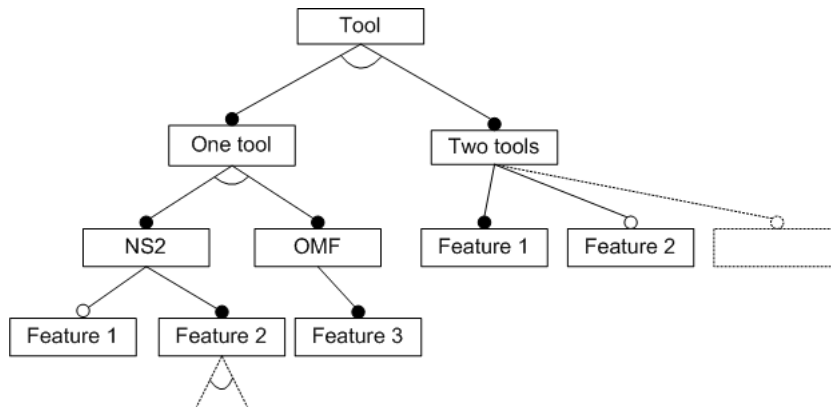 Tool
One tool
Two tools
NS2
OMF
Feature 1
Feature 2
Feature 1
Feature 2
Feature 3